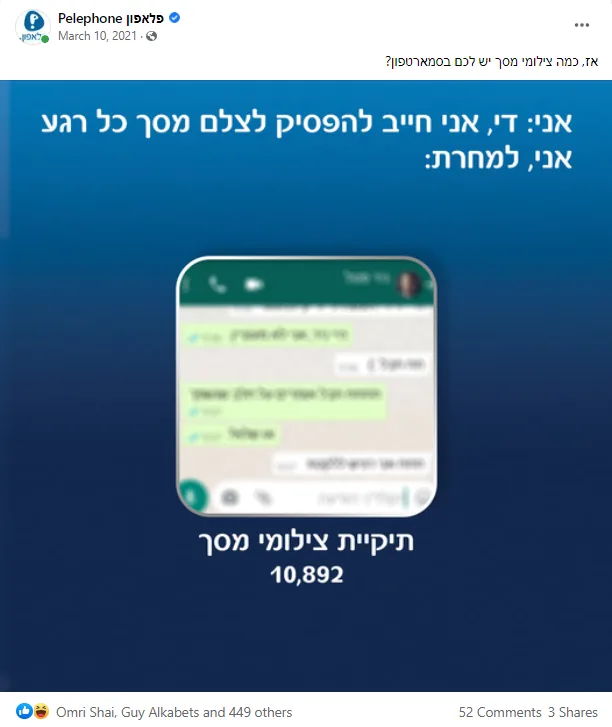 Pelephone פלאפון
March 10, 2021
פלאפון
אז, כמה צילומי מסך יש לכם בסמארטפון?
אני: די, אני חייב להפסיק לצלם מסך כל רגע
אני, למחרת:
תיקיית צילומי מסך
10,892
Omri Shai, Guy Alkabets and 449 others
52 Comments 3 Shares